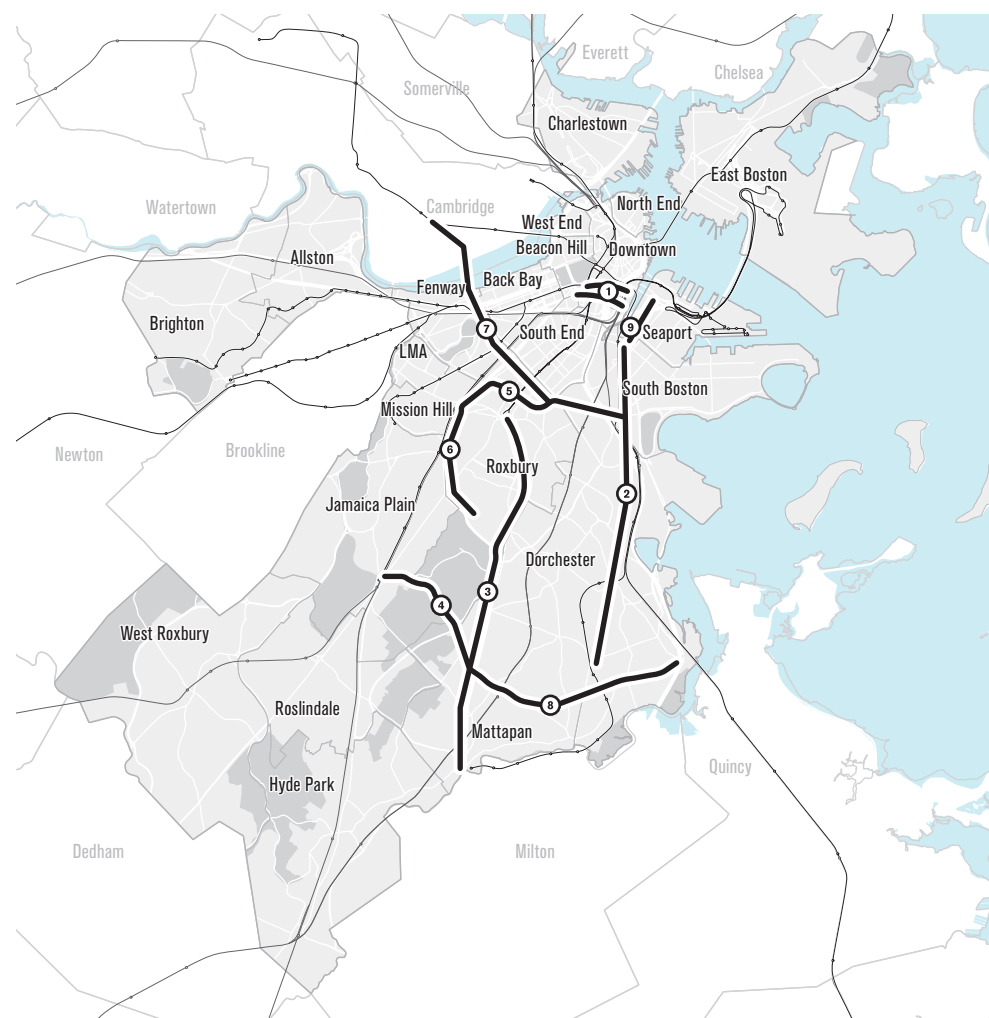 Everett
Chelsea
Somerville
Charlestown
East Boston
Cambridge
North End
Watertown
West End
Beacon Hill
Downtown
Allston
Back Bay
Fenway
1
Brighton
7
South End
9
Seaport
LMA
5
South Boston
Mission Hill
6
Newton
Brookline
Roxbury
2
Jamaica Plain
Dorchester
3
4
West Roxbury
8
Roslindale
Mattapan
Quincy
Hyde Park
Dedham
Milton